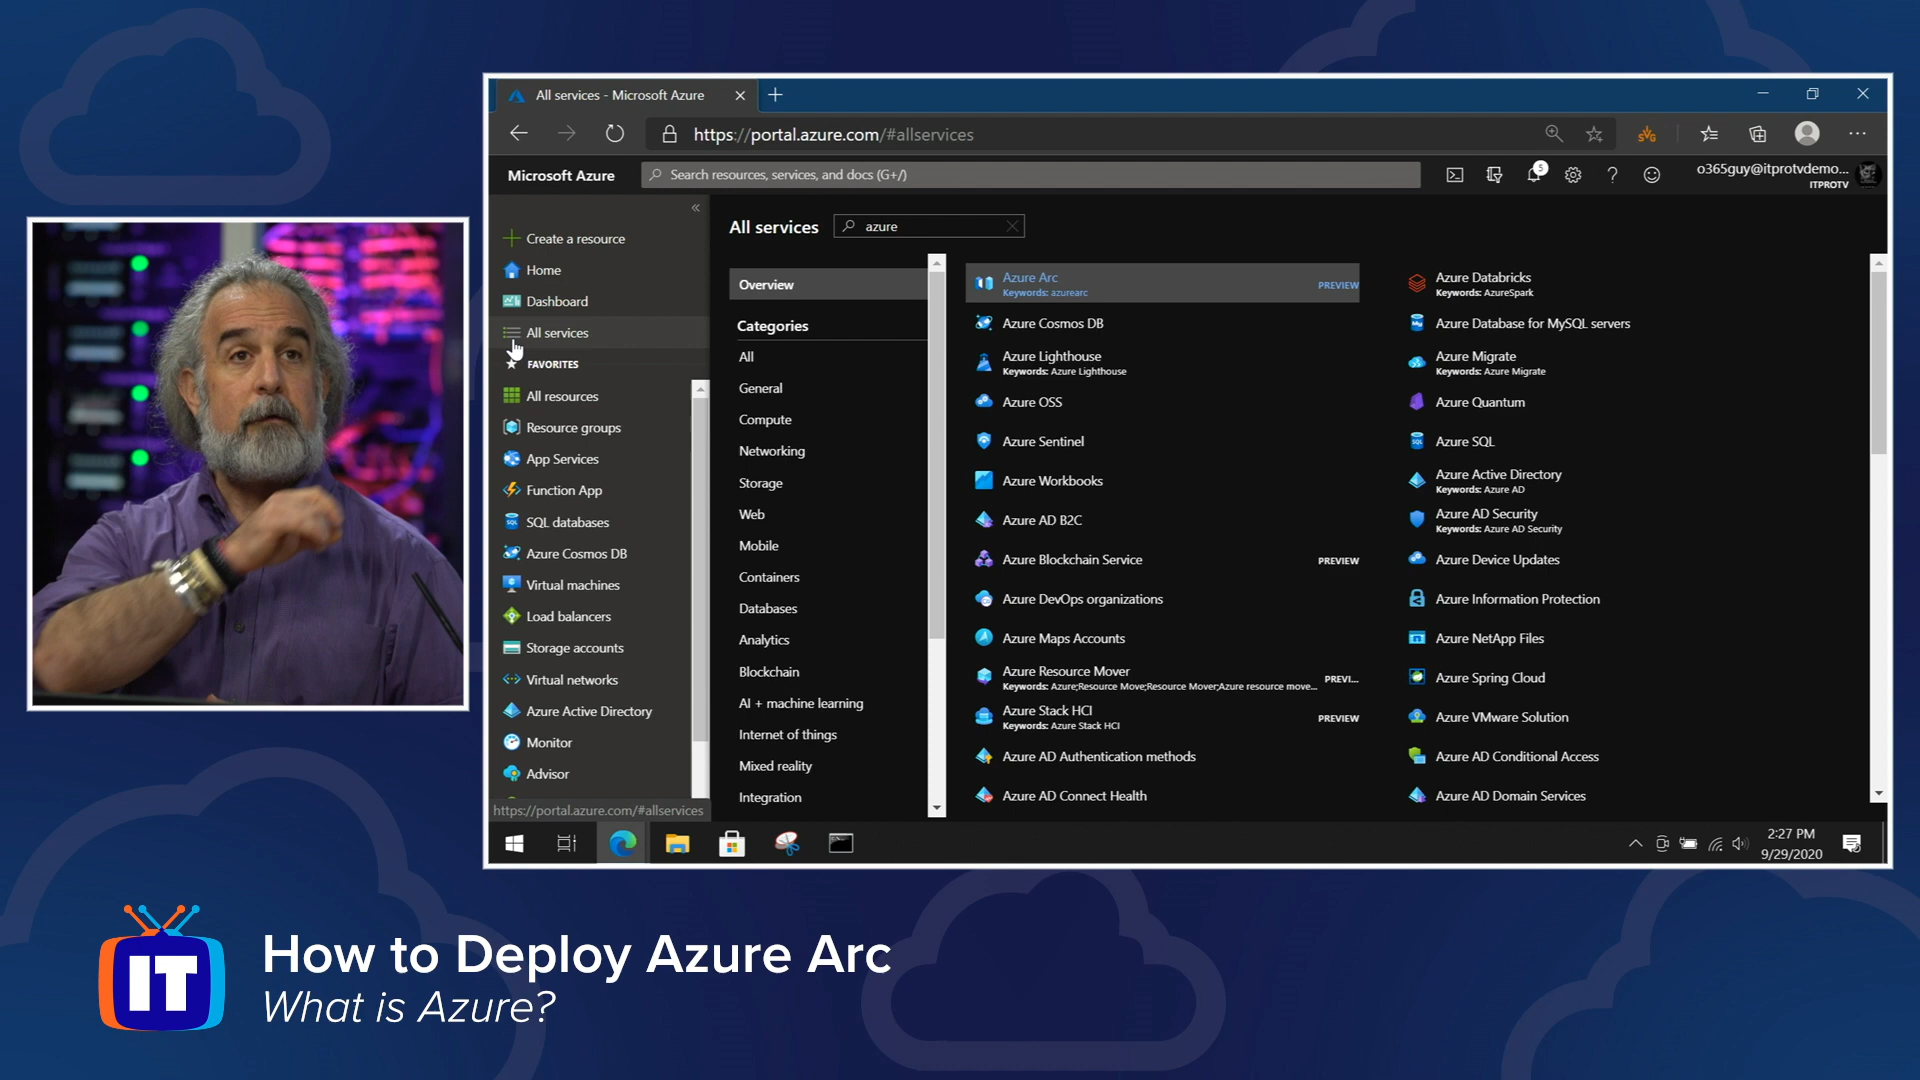 All services - Microsoft Azure
https://portal.azure.com/#allservices
SVG
Microsoft Azure
Search resources, services, and docs (G+/)
5
o365guy@itprotvdemo...
ITPROTV
Create a resource
Home
Dashboard
All services
FAVORITES
All resources
Resource groups
App Services
Function App
SQL databases
Azure Cosmos DB
Virtual machines
Load balancers
Storage accounts
Virtual networks
Azure Active Directory
Monitor
Advisor
https://portal.azure.com/#allservices
All services
azure
Overview
Categories
All
General
Compute
Networking
Storage
Web
Mobile
Containers
Databases
Analytics
Blockchain
AI + machine learning
Internet of things
Mixed reality
Integration
Azure Arc
Keywords: azurearc
PREVIEW
Azure Cosmos DB
Azure Lighthouse
Keywords: Azure Lighthouse
Azure OSS
Azure Sentinel
Azure Workbooks
Azure AD B2C
Azure Blockchain Service
PREVIEW
Azure DevOps organizations
Azure Maps Accounts
Azure Resource Mover
Keywords: Azure;Resource Move;Resource Mover;Azure resource move...
PREVI...
Azure Stack HCI
Keywords: Azure Stack HCI
PREVIEW
Azure AD Authentication methods
Azure AD Connect Health
Azure Databricks
Keywords: AzureSpark
Azure Database for MySQL servers
Azure Migrate
Keywords: Azure Migrate
Azure Quantum
Azure SQL
Azure Active Directory
Keywords: Azure AD
Azure AD Security
Keywords: Azure AD Security
Azure Device Updates
Azure Information Protection
Azure NetApp Files
Azure Spring Cloud
Azure VMware Solution
Azure AD Conditional Access
Azure AD Domain Services
2:27 PM
9/29/2020
IT
How to Deploy Azure Arc
What is Azure?